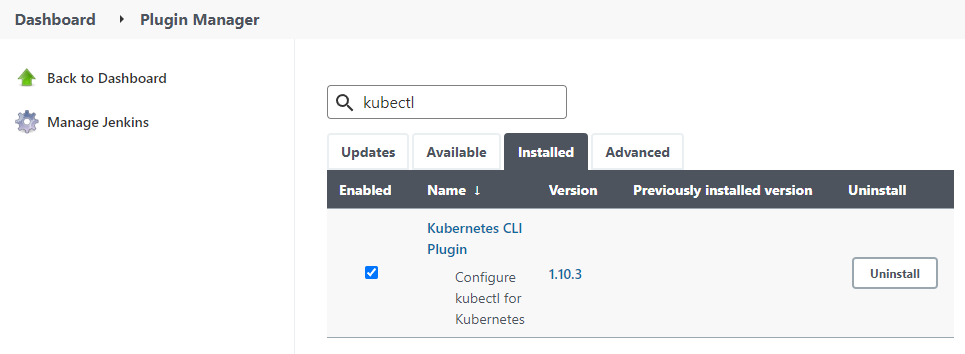 Dashboard Plugin Manager
Back to Dashboard
Manage Jenkins
kubectl
Updates Available Installed Advanced
Enabled Name ↓ Version Previously installed version Uninstall
Kubernetes CLI
Plugin
Configure
kubectl for
Kubernetes
1.10.3
Uninstall